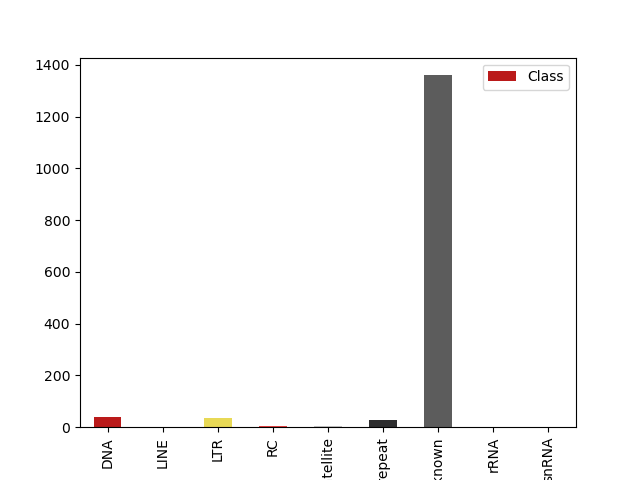 1400
1200
1000
800
600
400
200
0
Class
DNA
LINE
LTR
RC
tellite
repeat
known
rRNA
snRNA